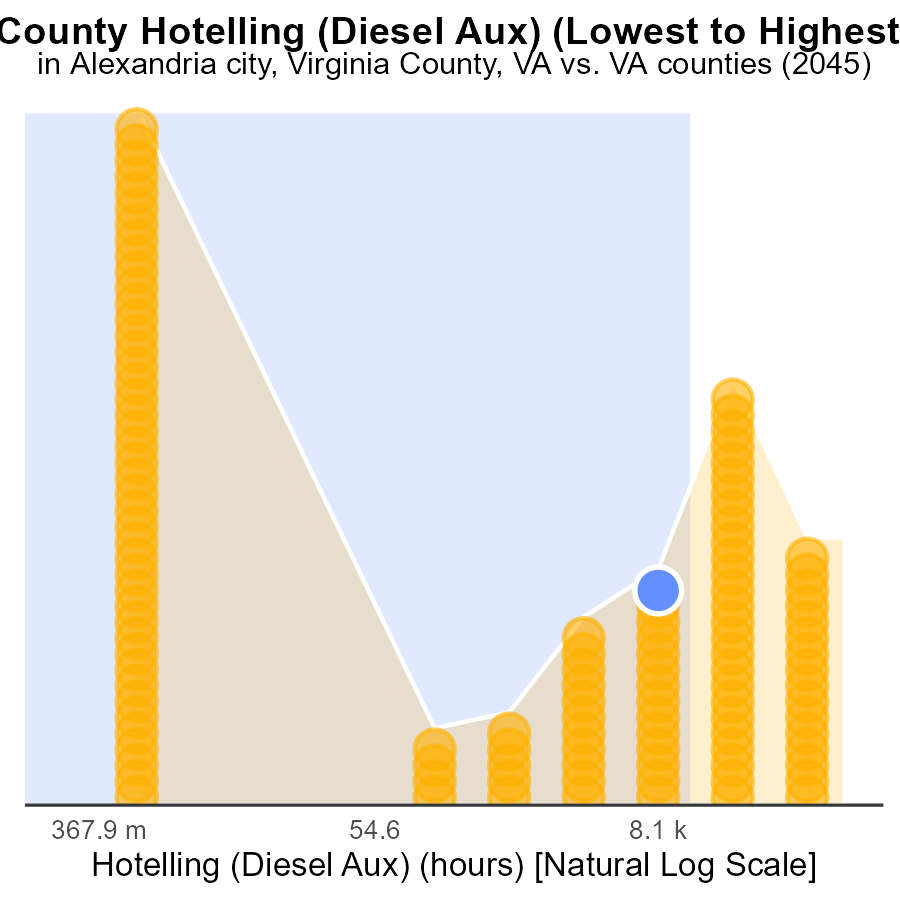 County Hotelling (Diesel Aux) (Lowest to Highest
in Alexandria city, Virginia County, VA vs. VA counties (2045)
367.9 m 54.6 8.1 k
Hotelling (Diesel Aux) (hours) [Natural Log Scale]